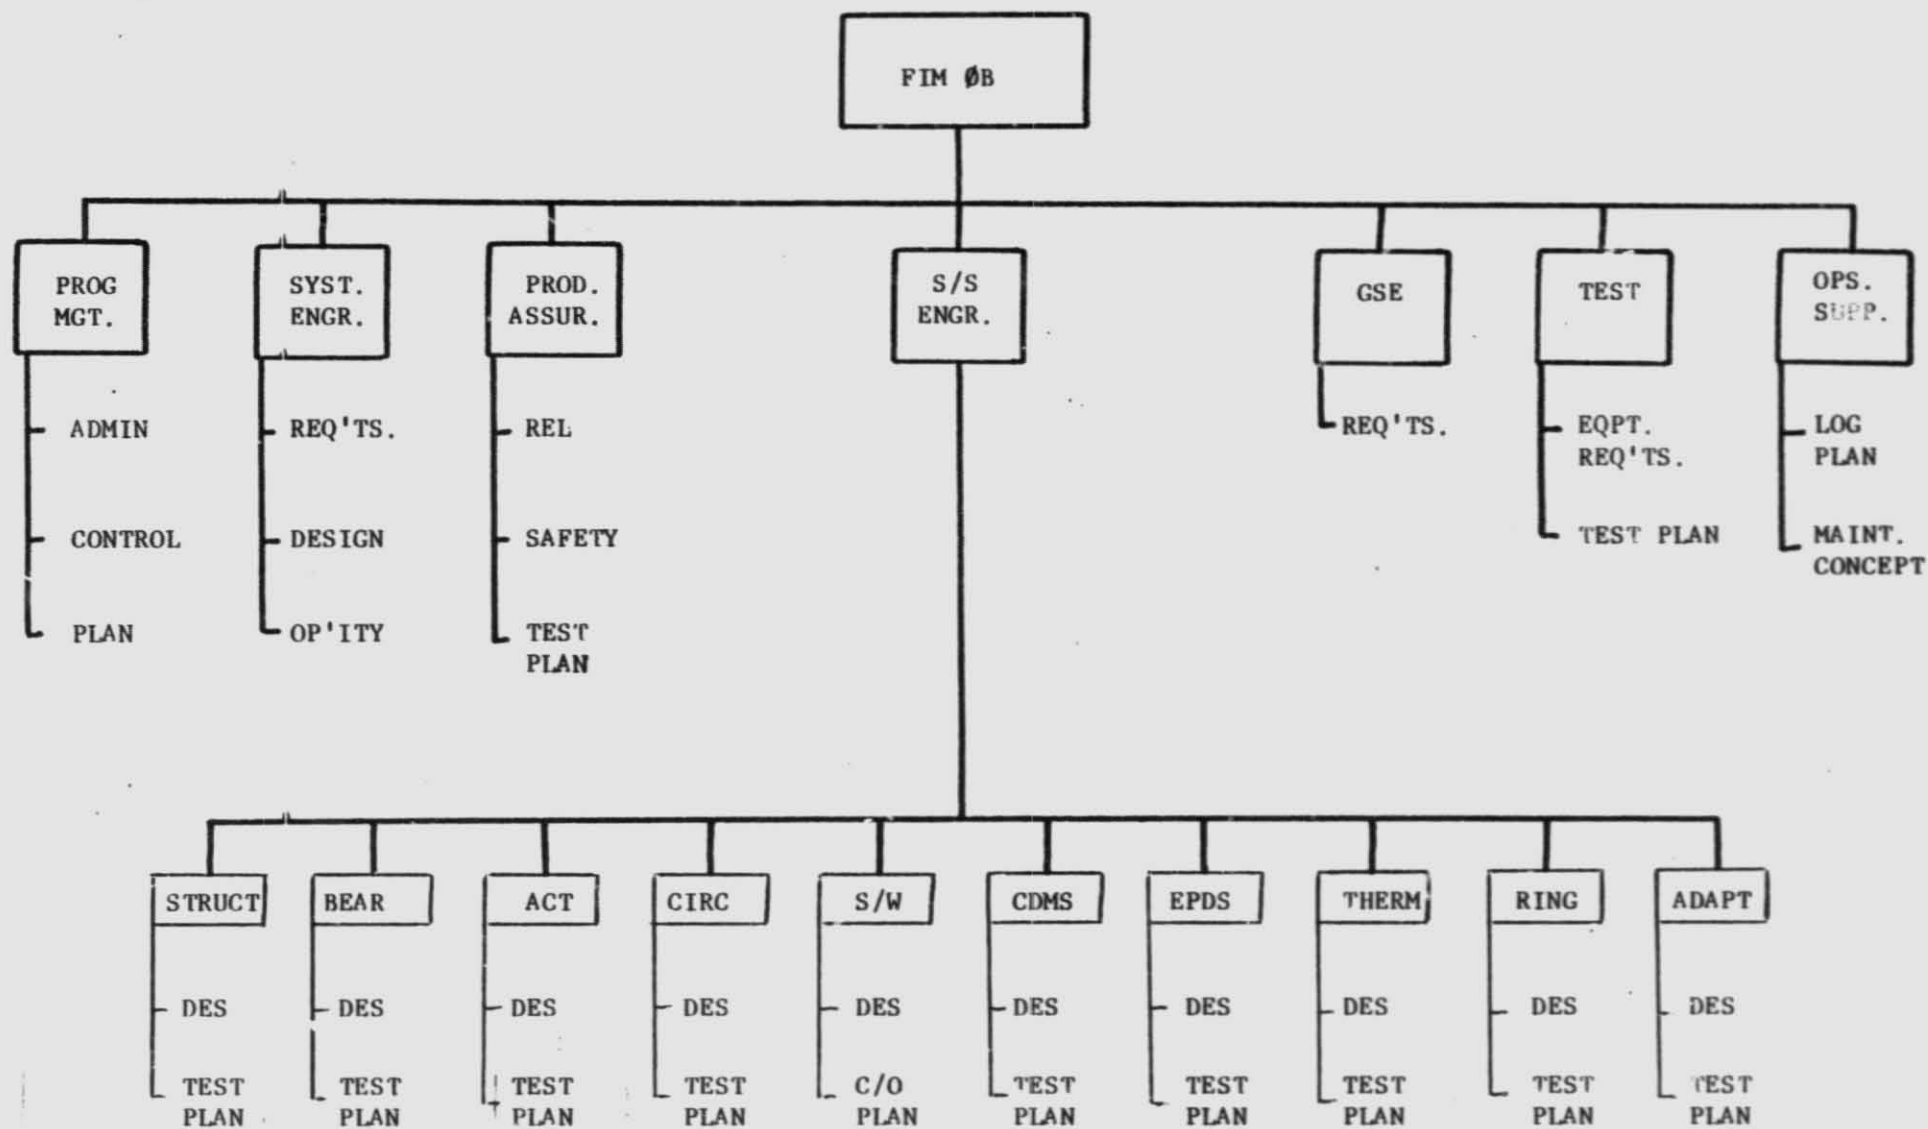 FIM ØB
PROG
MGT.
ADMIN
CONTROL
PLAN
SYST.
ENGR.
REQ'TS.
DESIGN
OP'ITY
PROD.
ASSUR.
REL
SAFETY
TEST
PLAN
S/S
ENGR.
GSE
REQ'TS.
TEST
EQPT.
REQ'TS.
TEST PLAN
OPS.
SUPP.
LOG
PLAN
MAINT.
CONCEPT
STRUCT
DES
TEST
PLAN
BEAR
DES
TEST
PLAN
ACT
DES
TEST
PLAN
CIRC
DES
TEST
PLAN
S/W
DES
C/O
PLAN
CDMS
DES
TEST
PLAN
EPDS
DES
TEST
PLAN
THERM
DES
TEST
PLAN
RING
DES
TEST
PLAN
ADAPT
DES
TEST
PLAN